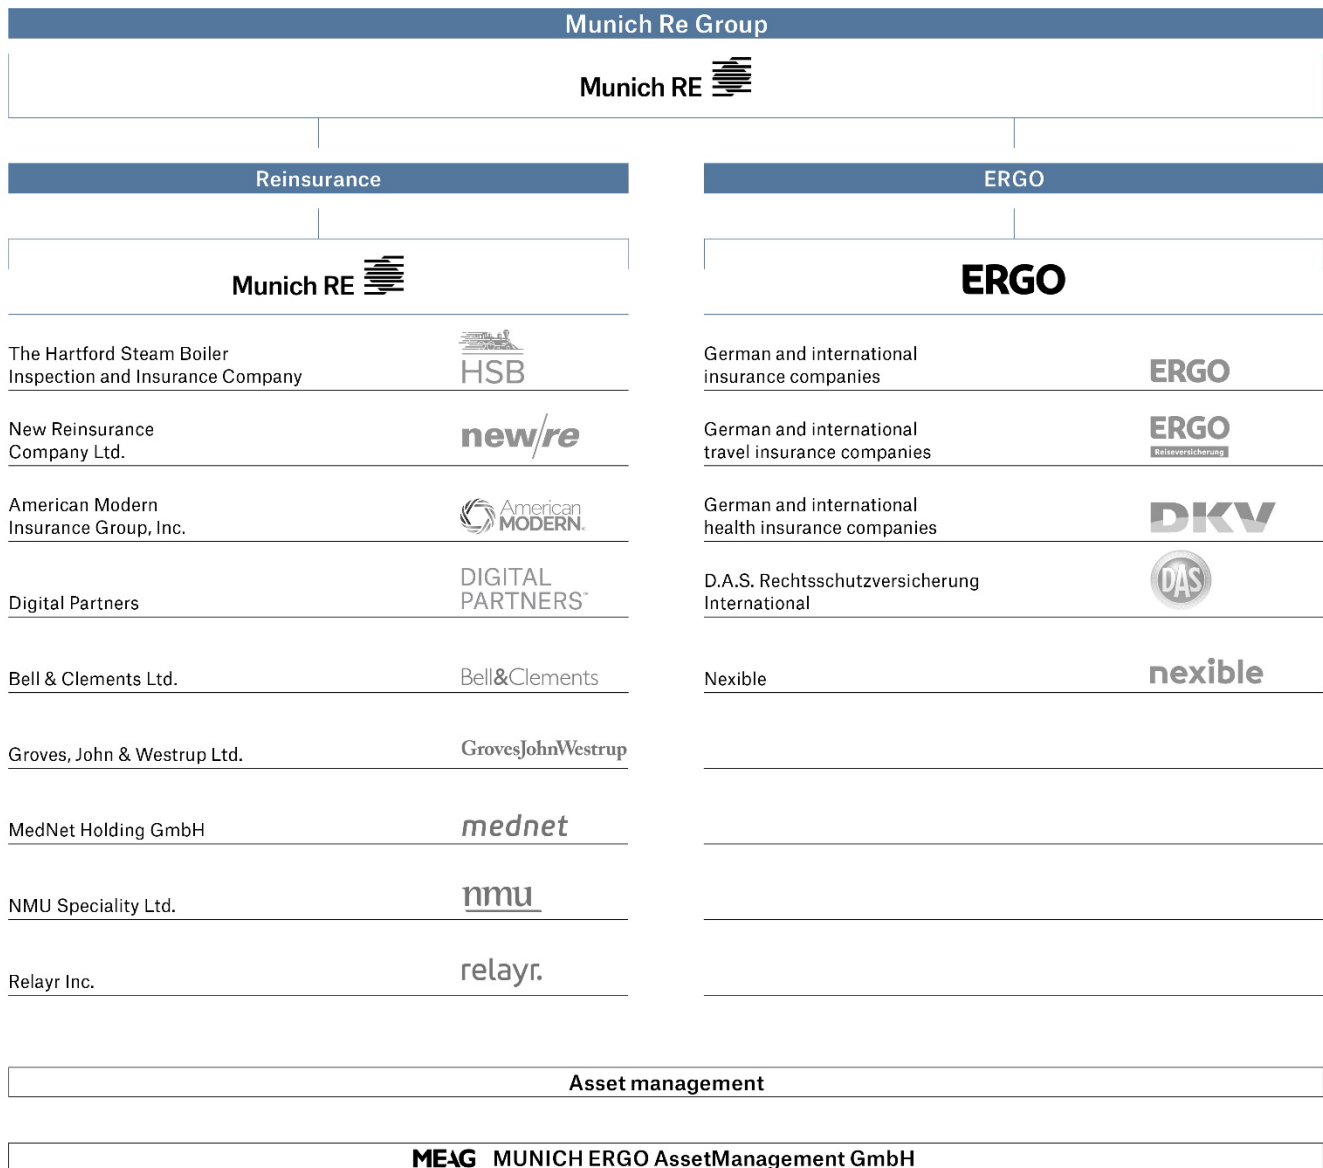 Munich Re Group
Munich RE
Reinsurance
Munich RE
The Hartford Steam Boiler
Inspection and Insurance Company
HSB
New Reinsurance
Company Ltd.
new/re
American Modern
Insurance Group, Inc.
American
MODERN.
Digital Partners
DIGITAL
PARTNERS™
Bell & Clements Ltd.
Bell&Clements
Groves, John & Westrup Ltd.
GrovesJohnWestrup
MedNet Holding GmbH
mednet
NMU Speciality Ltd.
nmu
Relayr Inc.
relayr.
ERGO
ERGO
German and international
insurance companies
ERGO
German and international
travel insurance companies
ERGO
Reiseversicherung
German and international
health insurance companies
DKV
D.A.S. Rechtsschutzversicherung
International
DAS
Nexible
nexible
Asset management
MEAG MUNICH ERGO AssetManagement GmbH